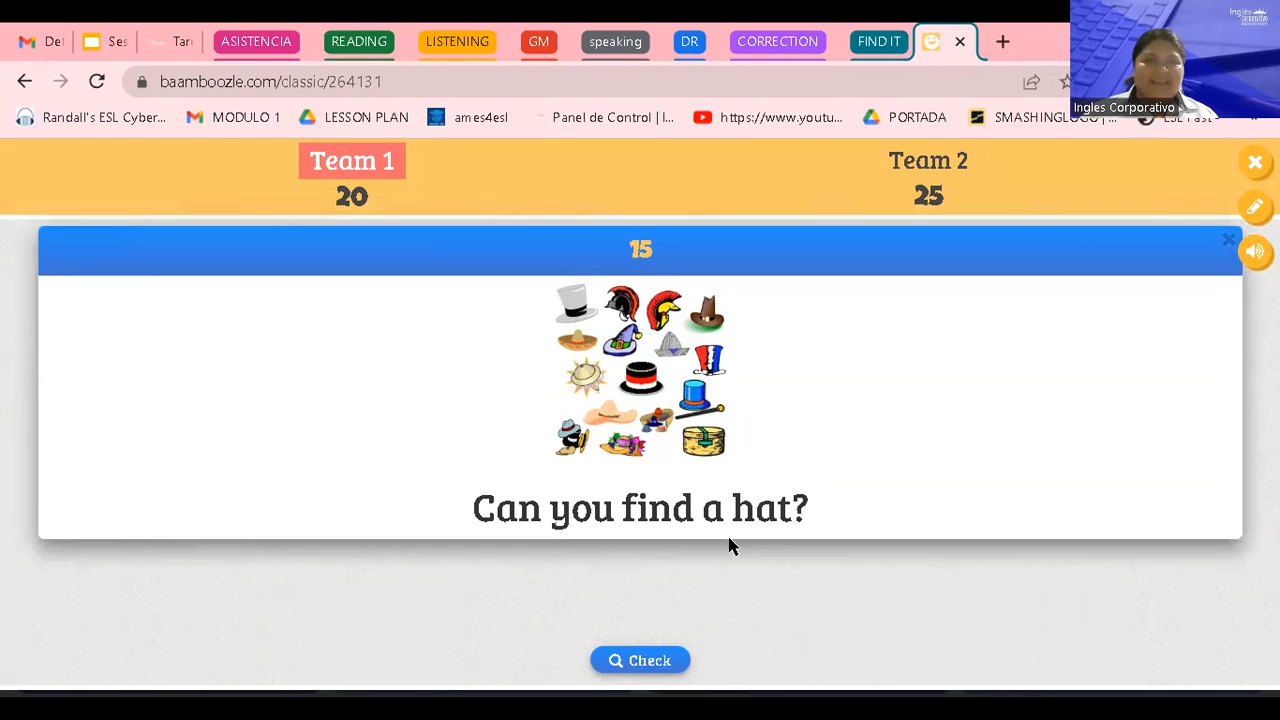 De
Ses
Tar
ASISTENCIA
READING
LISTENING
GM
speaking
DR
CORRECTION
FIND IT
baamboozle.com/classic/264131
Ingles Corporativo
Randall's ESL Cyber...
MODULO 1
LESSON PLAN
ames4esl
Panel de Control | I...
https://www.youtu...
PORTADA
Team 1
Team 2
20
25
15
Can you find a hat?
Check